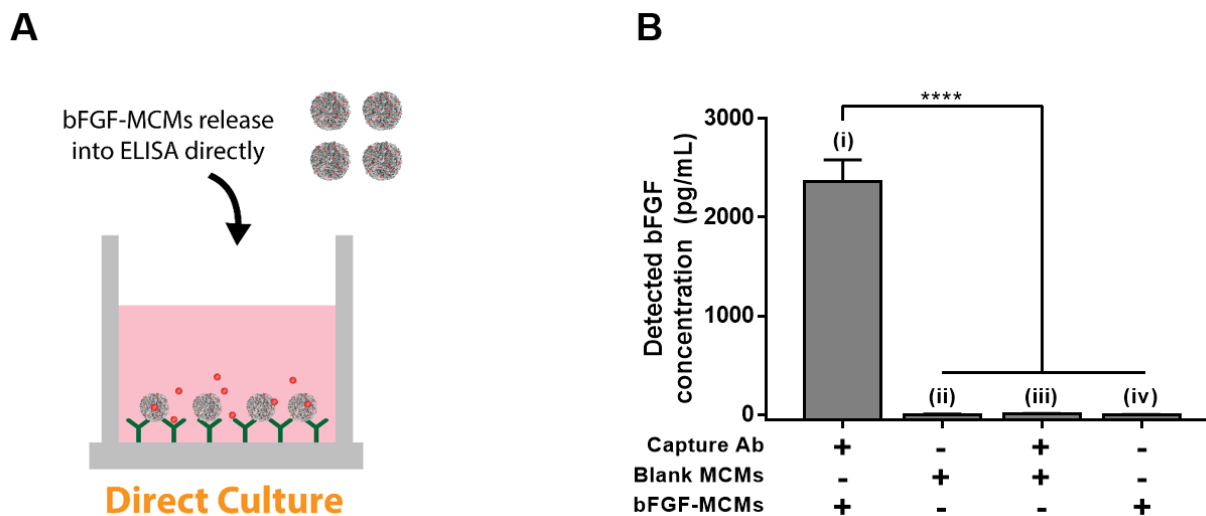 A
bFGF-MCMs release
into ELISA directly
Direct Culture
B
Detected bFGF
concentration (pg/mL)
3000
2000
1000
0
****
(i)
(ii)
(iii)
(iv)
Capture Ab + - + -
Blank MCMs - + + -
bFGF-MCMs + - - +